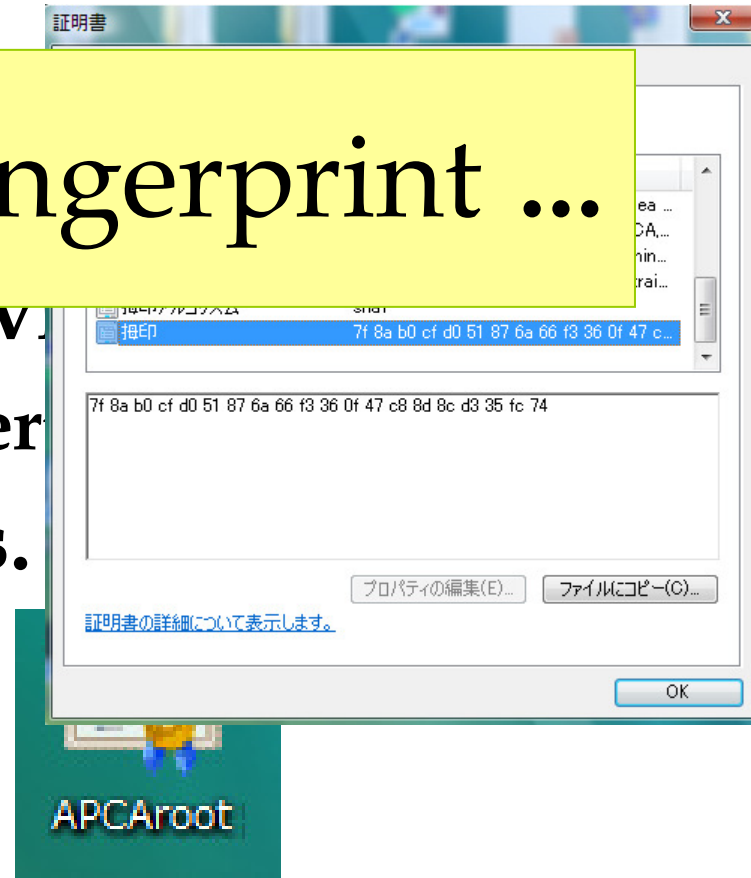 証明書
ngerprint ...
ea ...
CA,...
min...
trai...
sha1
拇印 7f 8a b0 cf d0 51 87 6a 66 f3 36 0f 47 c...
er
7f 8a b0 cf d0 51 87 6a 66 f3 36 0f 47 c8 8d 8c d3 35 fc 74
s.
プロパティの編集(E)... ファイルにコピー(C)...
証明書の詳細について表示します。
OK
APCAroot